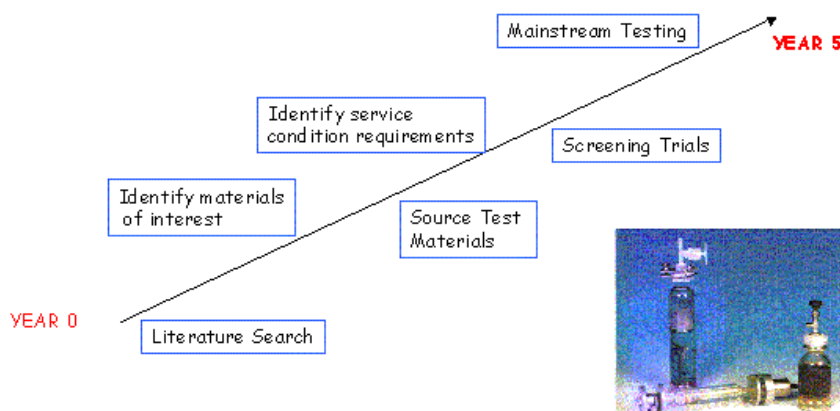 Mainstream Testing
YEAR 5
Identify service
condition requirements
Screening Trials
Identify materials
of interest
Source Test
Materials
YEAR 0
Literature Search